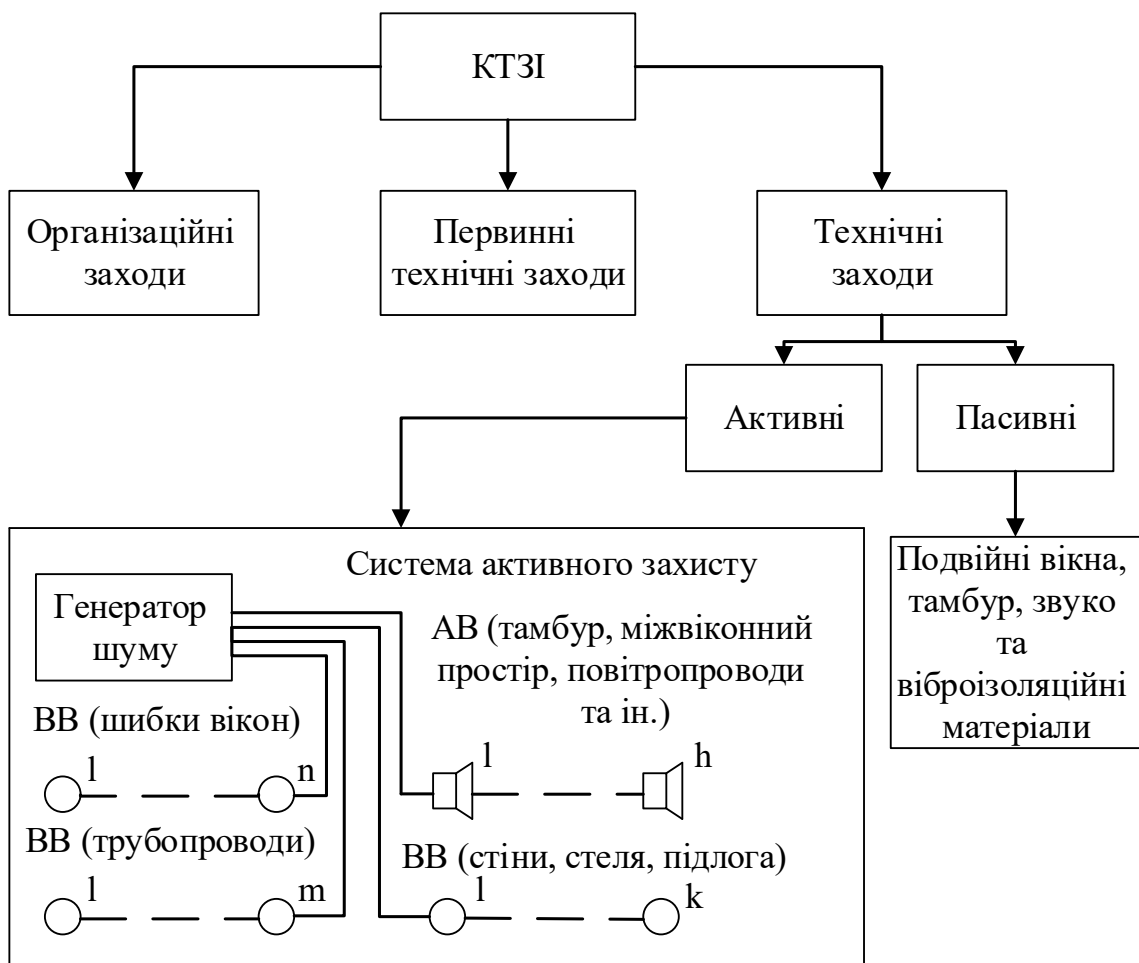 КТЗІ
Організаційні
заходи
Первинні
технічні заходи
Технічні
заходи
Активні
Пасивні
Система активного захисту
Генератор
шуму
АВ (тамбур, міжвіконний
простір, повітропроводи
та ін.)
ВВ (шибки вікон)
l
n
l
h
ВВ (трубопроводи)
l
m
ВВ (стіни, стеля, підлога)
l
k
Подвійні вікна,
тамбур, звуко
та
віброізоляційні
матеріали